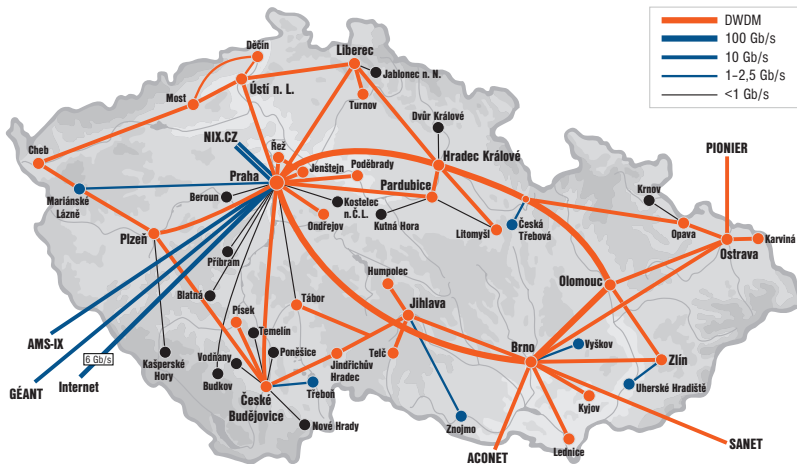 Děčín
Liberec
Jablonec n. N.
Ústí n. L.
Most
Turnov
Dvůr Králové
NIX.CZ
Cheb
Řež
Jenštejn
Poděbrady
Hradec Králové
PIONIER
Praha
Pardubice
Krnov
Mariánské
Lázně
Beroun
Kostelec
n.Č.L.
Kutná Hora
Litomyšl
Česká
Třebová
Opava
Karviná
Ostrava
Plzeň
Ondřejov
Příbram
Humpolec
Olomouc
Blatná
Tábor
Jihlava
Písek
Temelín
AMS-IX
6 Gb/s
Vodňany
Poněšice
Brno
Vyškov
Zlín
Telč
GÉANT
Internet
Kašperské
Hory
Budkov
Jindřichův
Hradec
Uherské Hradiště
České
Budějovice
Třeboň
Kyjov
Nové Hrady
Znojmo
Lednice
ACONET
SANET
DWDM
100 Gb/s
10 Gb/s
1–2,5 Gb/s
<1 Gb/s